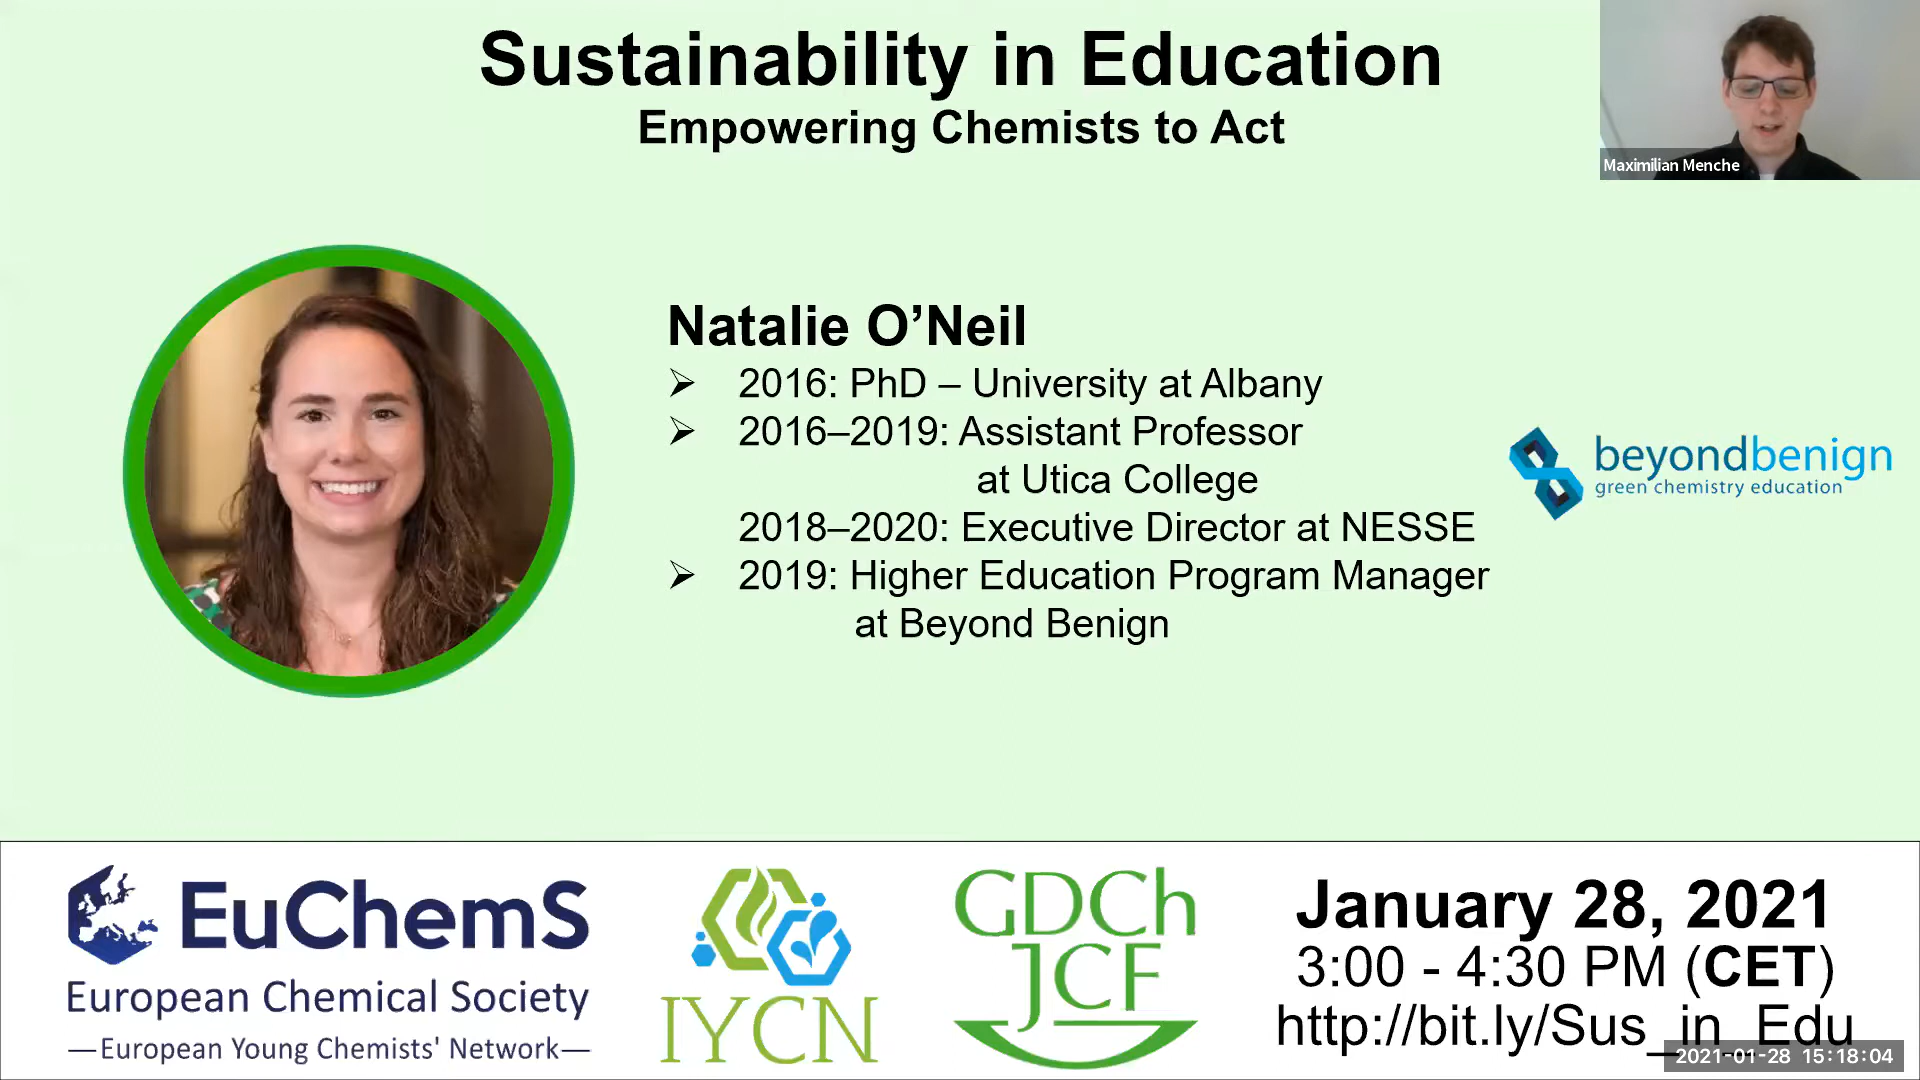 Sustainability in Education
Empowering Chemists to Act
Maximilian Menche
Natalie O’Neil
➢ 2016: PhD – University at Albany
➢ 2016–2019: Assistant Professor
at Utica College
2018–2020: Executive Director at NESSE
➢ 2019: Higher Education Program Manager
at Beyond Benign
beyondbenign
green chemistry education
EuChemS
European Chemical Society
—European Young Chemists' Network—
IYCN
GDCh
JCF
January 28, 2021
3:00 - 4:30 PM (CET)
http://bit.ly/Sus_in_Edu
2021-01-28 15:18:04